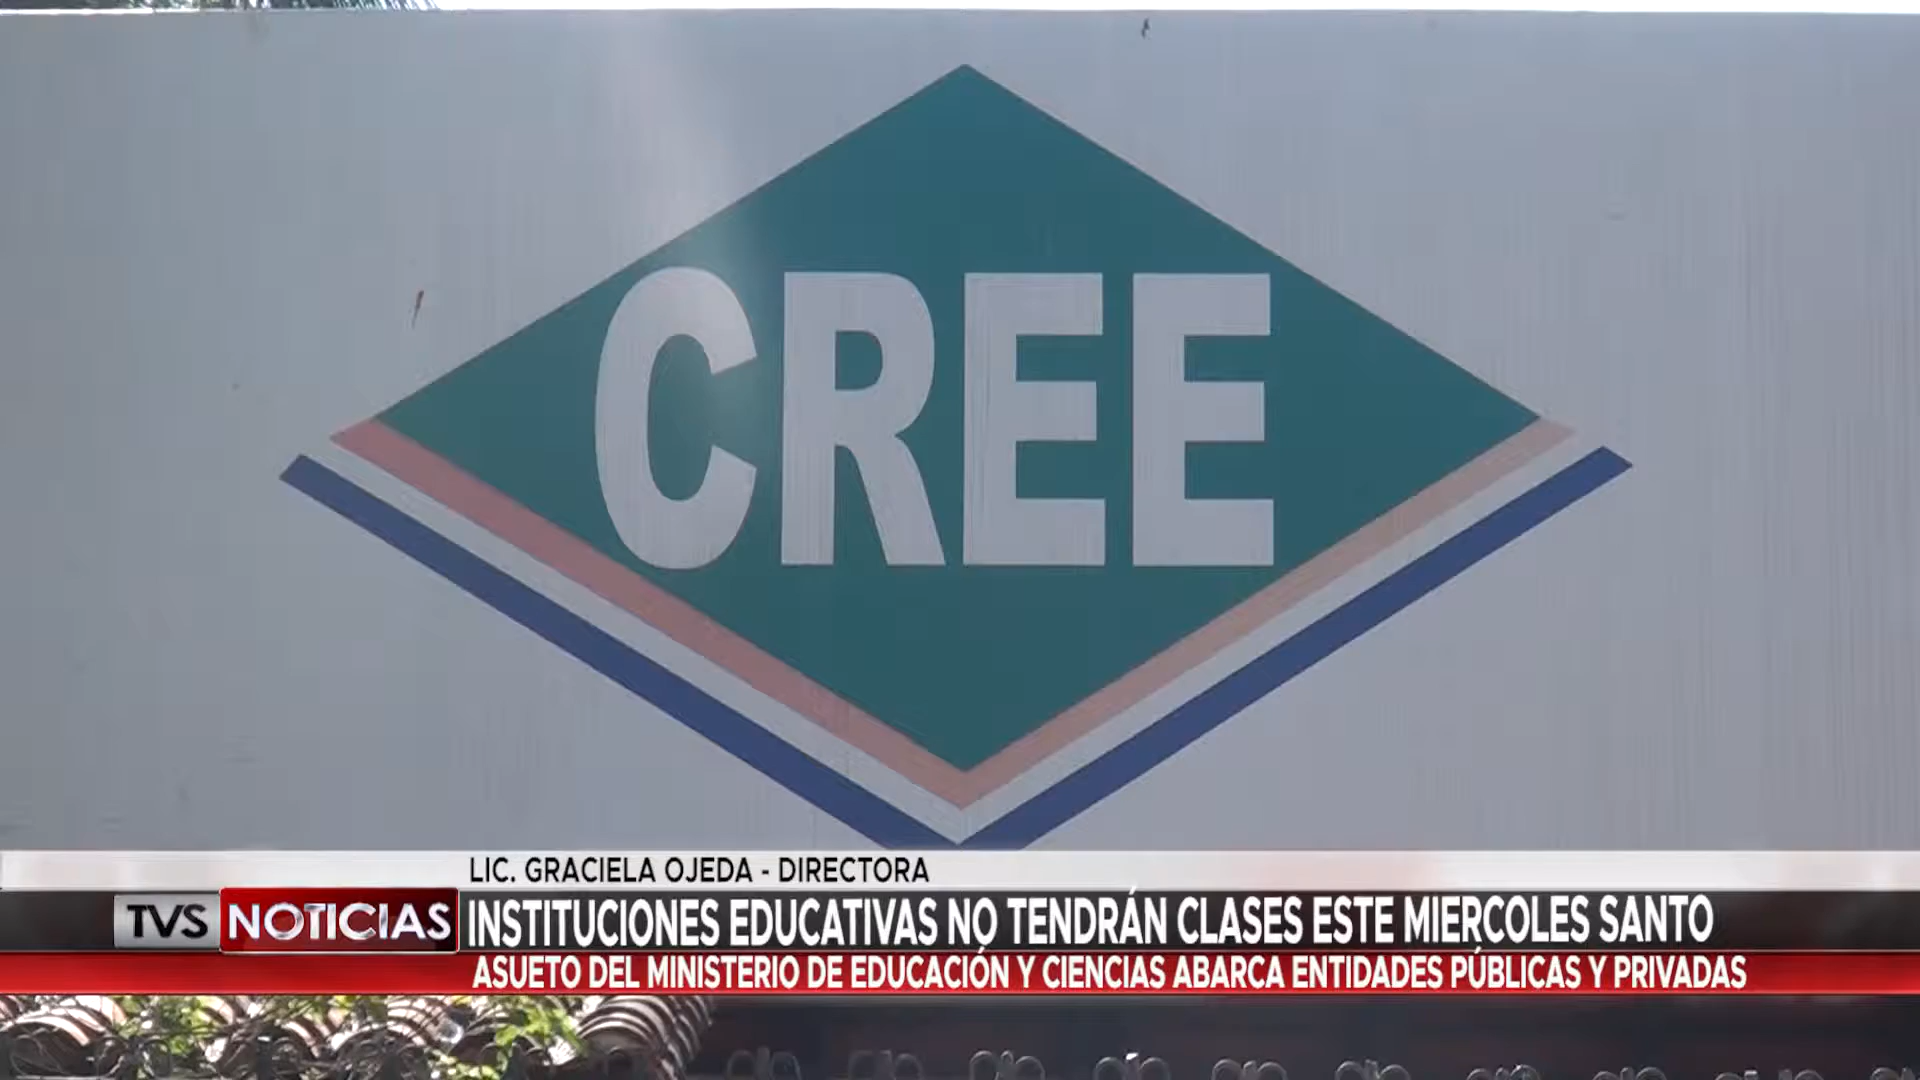 CREE
LIC. GRACIELA OJEDA - DIRECTORA
TVS NOTICIAS
INSTITUCIONES EDUCATIVAS NO TENDRÁN CLASES ESTE MIERCOLES SANTO
ASUETO DEL MINISTERIO DE EDUCACIÓN Y CIENCIAS ABARCA ENTIDADES PÚBLICAS Y PRIVADAS